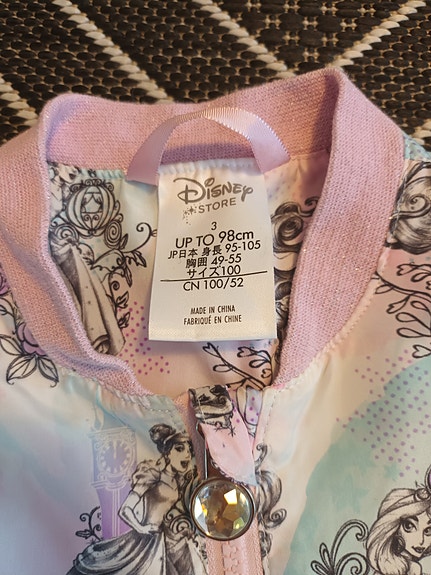 Disney
STORE
3
UP TO 98cm
JP日本 身長 95-105
胸囲 49-55
サイズ100
CN 100/52
MADE IN CHINA
FABRIQUÉ EN CHINE